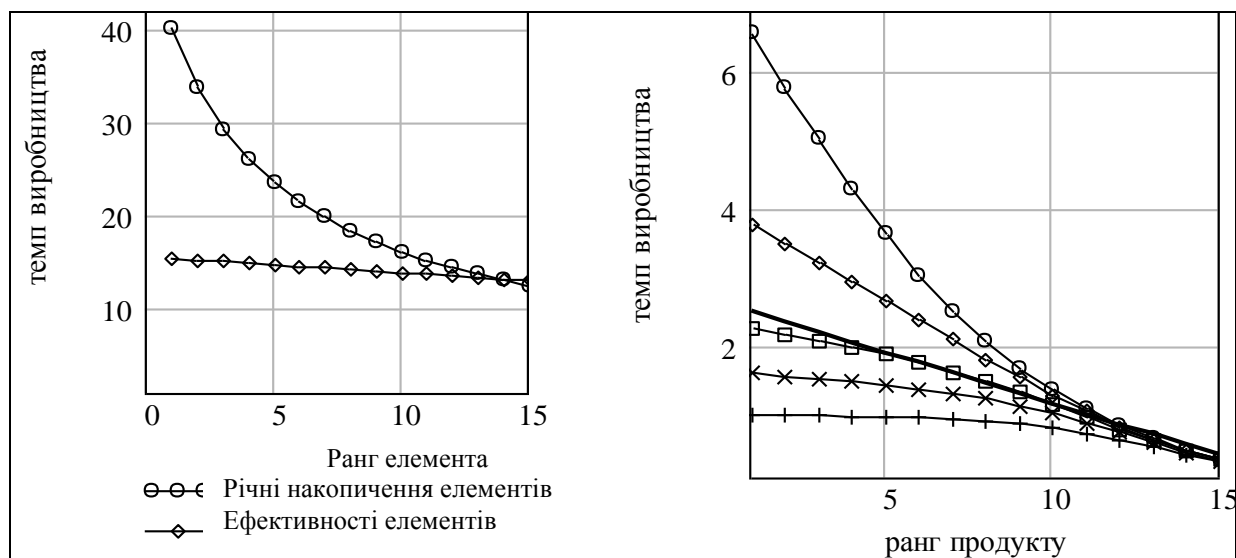 40
30
20
10
темп виробництва
0
5
10
15
Ранг елемента
Річні накопичення елементів
Ефективності елементів
6
4
2
темп виробництва
5
10
15
ранг продукту